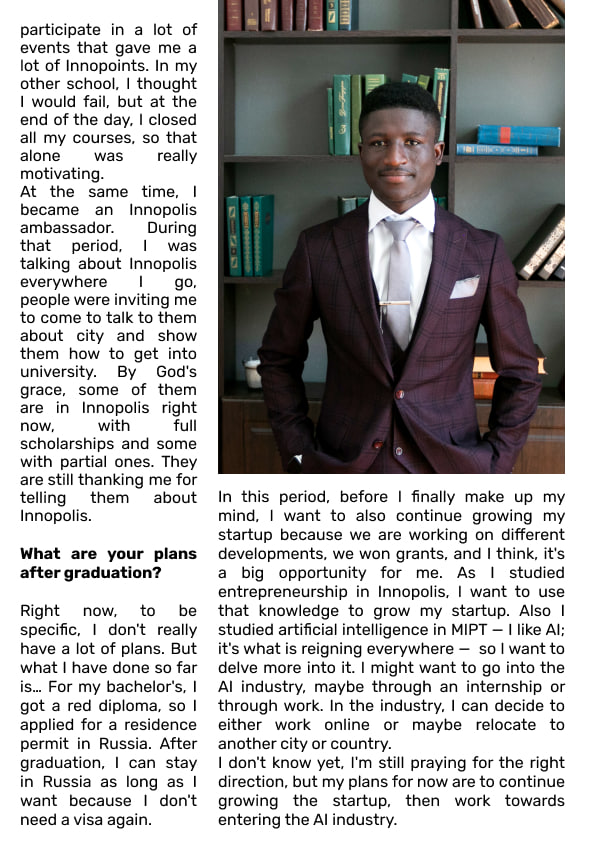 participate in a lot of
events that gave me a
lot of Innopoints. In my
other school, I thought
I would fail, but at the
end of the day, I closed
all my courses, so that
alone was really
motivating.
At the same time, I
became an Innopolis
ambassador. During
that period, I was
talking about Innopolis
everywhere I go,
people were inviting me
to come to talk to them
about city and show
them how to get into
university. By God's
grace, some of them
are in Innopolis right
now, with full
scholarships and some
with partial ones. They
are still thanking me for
telling them about
Innopolis.
What are your plans
after graduation?
Right now, to be
specific, I don't really
have a lot of plans. But
what I have done so far
is... For my bachelor's, I
got a red diploma, so I
applied for a residence
permit in Russia. After
graduation, I can stay
in Russia as long as I
want because I don't
need a visa again.
In this period, before I finally make up my
mind, I want to also continue growing my
startup because we are working on different
developments, we won grants, and I think, it's
a big opportunity for me. As I studied
entrepreneurship in Innopolis, I want to use
that knowledge to grow my startup. Also I
studied artificial intelligence in MIPT — I like AI;
it's what is reigning everywhere — so I want to
delve more into it. I might want to go into the
AI industry, maybe through an internship or
through work. In the industry, I can decide to
either work online or maybe relocate to
another city or country.
I don't know yet, I'm still praying for the right
direction, but my plans for now are to continue
growing the startup, then work towards
entering the AI industry.